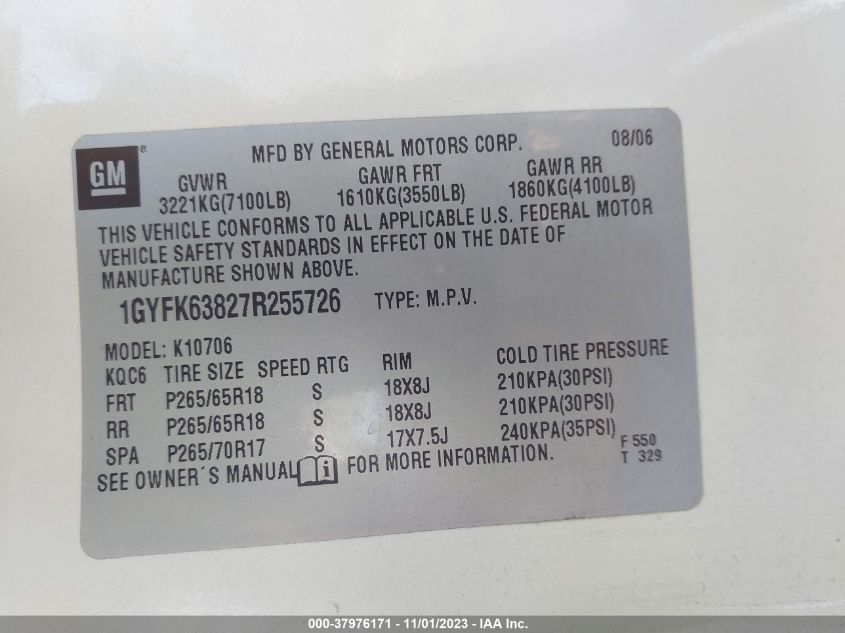 GM®
MFD BY GENERAL MOTORS CORP. 08/06
GVWR GAWR FRT GAWR RR
3221KG(7100LB) 1610KG(3550LB) 1860KG(4100LB)
THIS VEHICLE CONFORMS TO ALL APPLICABLE U.S. FEDERAL MOTOR
VEHICLE SAFETY STANDARDS IN EFFECT ON THE DATE OF
MANUFACTURE SHOWN ABOVE.
1GYFK63827R255726 TYPE: M.P.V.
MODEL: K10706
KQC6 TIRE SIZE SPEED RTG RIM COLD TIRE PRESSURE
FRT P265/65R18 S 18X8J 210KPA(30PSI)
RR P265/65R18 S 18X8J 210KPA(30PSI)
SPA P265/70R17 S 17X7.5J 240KPA(35PSI)
SEE OWNER´S MANUAL i FOR MORE INFORMATION.
F 550
T 329
000-37976171 - 11/01/2023 - IAA Inc.